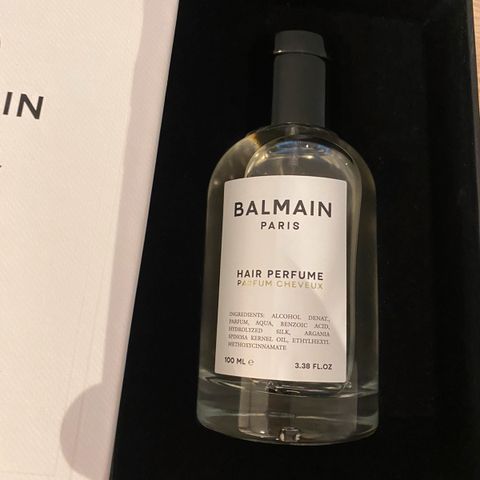 AIN
BALMAIN
PARIS
HAIR PERFUME
PARFUM CHEVEUX
INGREDIENTS: ALCOHOL DENAT.,
PARFUM, AQUA, BENZOIC ACID,
HYDROLYZED SILK, ARGANIA
SPINOSA KERNEL OIL, ETHYLHEXYL
METHOXYCINNAMATE
100 ML ℮ 3.38 FL.OZ